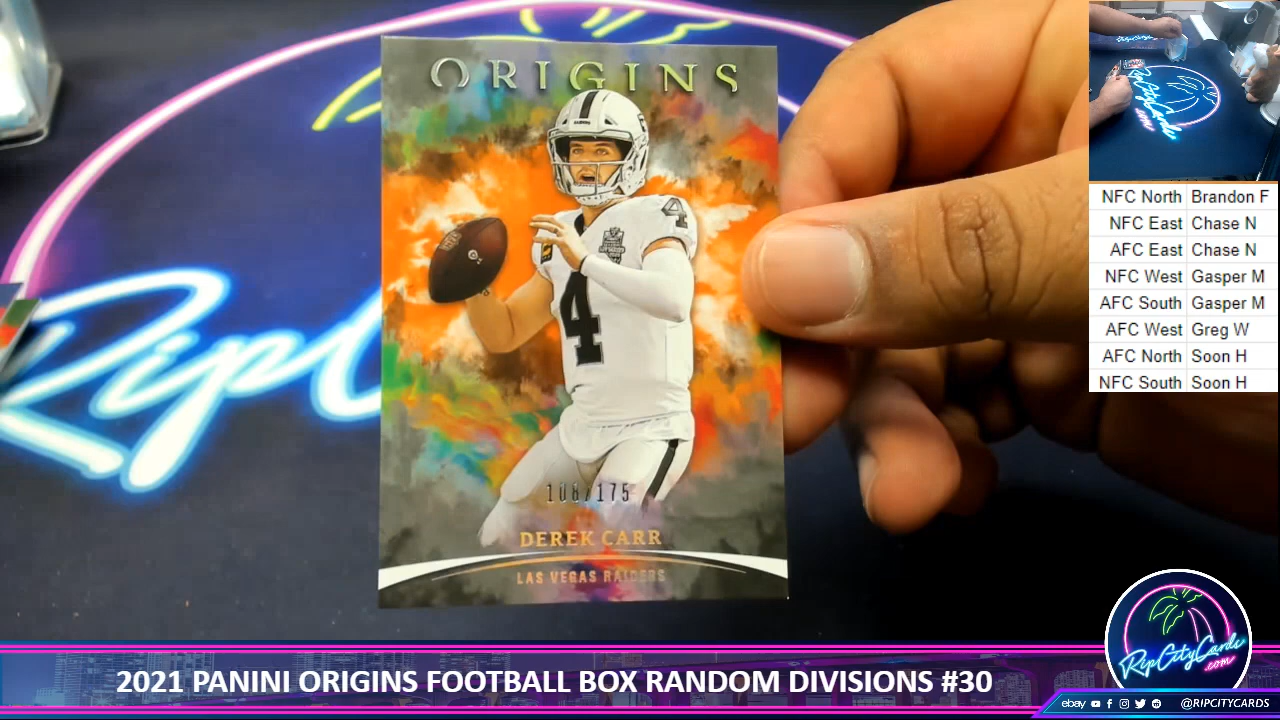 ORIGINS
4
4
108/175
DEREK CARR
LAS VEGAS RAIDERS
Rip C
NFC North Brandon F
NFC East Chase N
AFC East Chase N
NFC West Gasper M
AFC South Gasper M
AFC West Greg W
AFC North Soon H
NFC South Soon H
RipCityCards
.com
2021 PANINI ORIGINS FOOTBALL BOX RANDOM DIVISIONS #30
ebay @RIPCITYCARDS